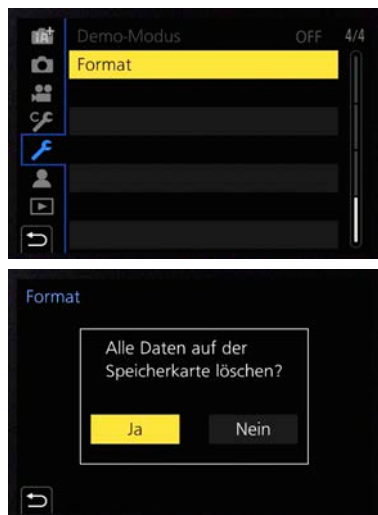 Demo-Modus OFF 4/4
Format
Format
Alle Daten auf der
Speicherkarte löschen?
Ja Nein